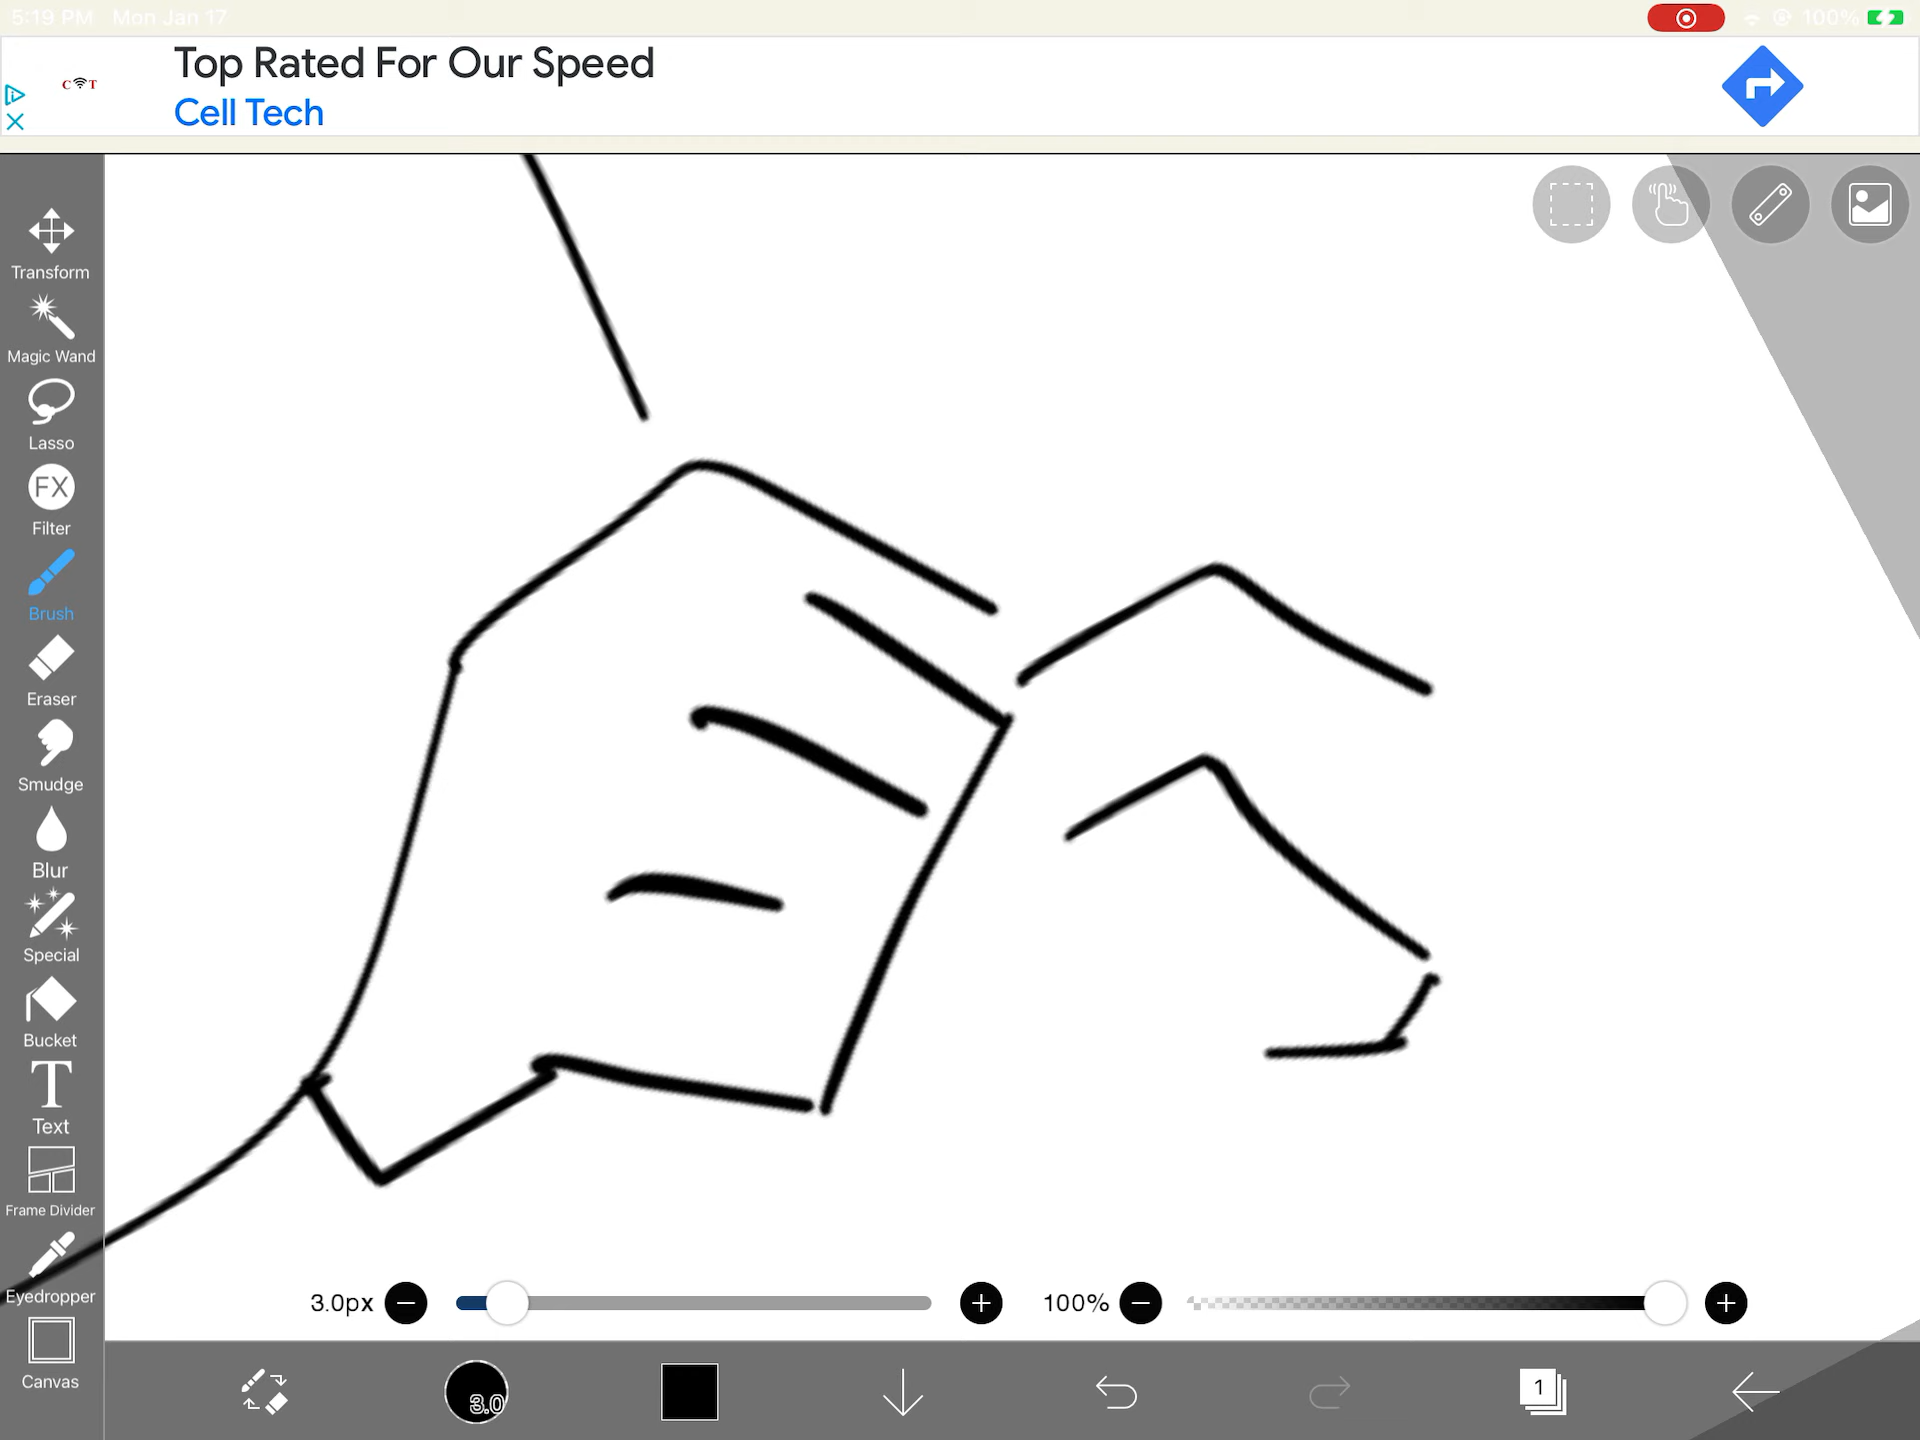 5:19 PM Mon Jan 17
100%
Top Rated For Our Speed
C T
Cell Tech
Transform
Magic Wand
Lasso
FX
Filter
Brush
Eraser
Smudge
Blur
Special
Bucket
T
Text
Frame Divider
Eyedropper
Canvas
3.0px
100%
3.0
1